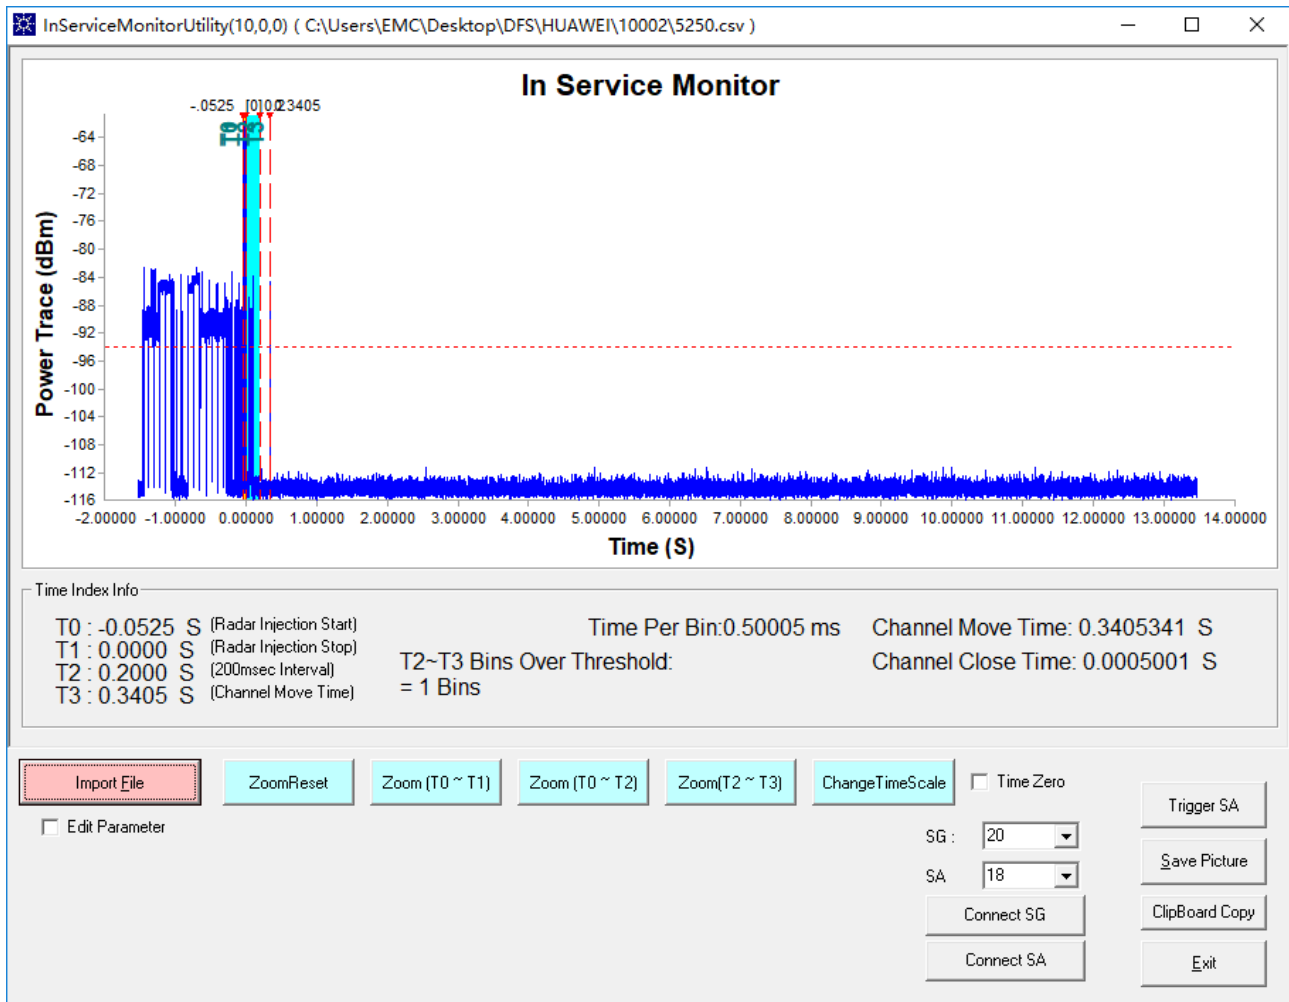 InServiceMonitorUtility(10,0,0) ( C:\Users\EMC\Desktop\DFS\HUAWEI\10002\5250.csv )
In Service Monitor
-.0525 [0]
3405
T0
T3
Power Trace (dBm)
-64
-68
-72
-76
-80
-84
-88
-92
-96
-100
-104
-108
-112
-116
-2.00000 -1.00000 0.00000 1.00000 2.00000 3.00000 4.00000 5.00000 6.00000 7.00000 8.00000 9.00000 10.00000 11.00000 12.00000 13.00000 14.00000
Time (S)
Time Index Info
T0 : -0.0525 S (Radar Injection Start)
T1 : 0.0000 S (Radar Injection Stop)
T2 : 0.2000 S (200msec Interval)
T3 : 0.3405 S (Channel Move Time)
Time Per Bin:0.50005 ms
T2~T3 Bins Over Threshold:
= 1 Bins
Channel Move Time: 0.3405341 S
Channel Close Time: 0.0005001 S
Import File
ZoomReset
Zoom (T0 ~ T1)
Zoom (T0 ~ T2)
Zoom(T2 ~ T3)
ChangeTimeScale
Time Zero
Edit Parameter
SG : 20
SA 18
Connect SG
Connect SA
Trigger SA
Save Picture
ClipBoard Copy
Exit